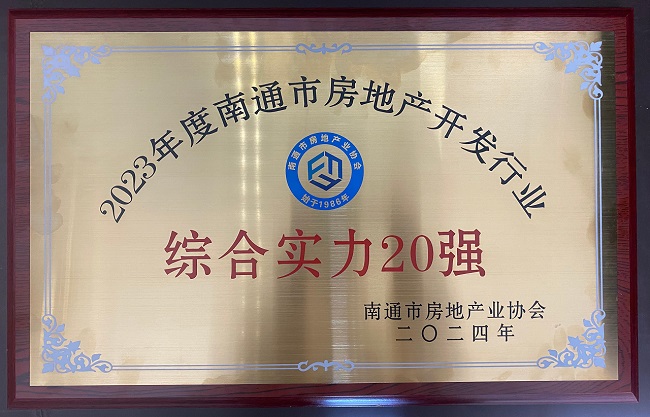 2023年度南通市房地产开发行业
南通市房地产业协会
始于1986年
综合实力20强
南通市房地产业协会
二〇二四年